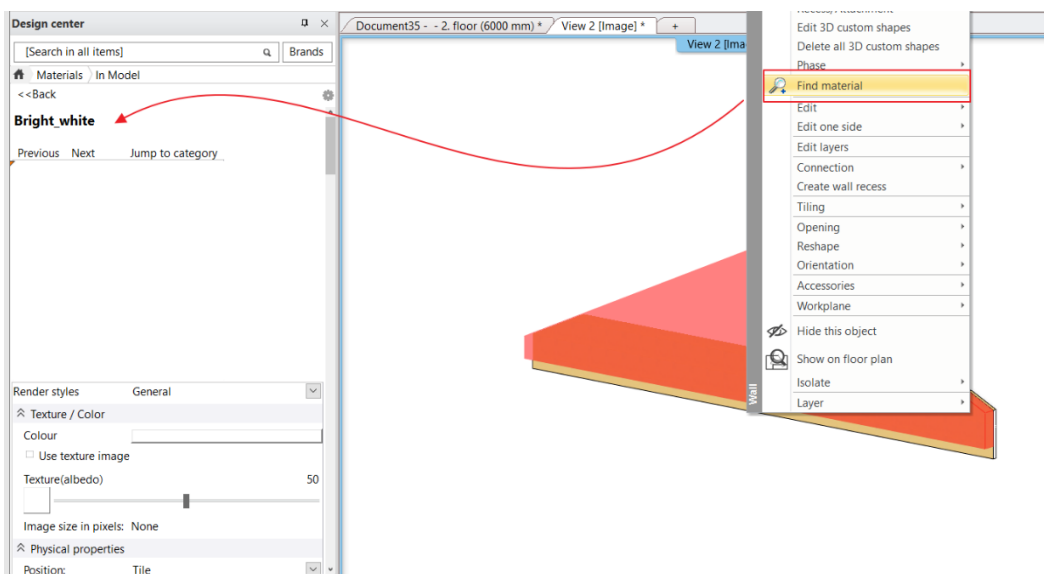 Design center
[Search in all items]
Brands
Materials
In Model
<<Back
Bright_white
Previous Next Jump to category
Render styles General
Texture / Color
Colour
Use texture image
Texture(albedo) 50
Image size in pixels: None
Physical properties
Position: Tile
Document35 - - 2. floor (6000 mm) *
View 2 [Image] *
+
View 2 [Ima
Edit 3D custom shapes
Delete all 3D custom shapes
Phase
Find material
Edit
Edit one side
Edit layers
Connection
Create wall recess
Tiling
Opening
Reshape
Orientation
Accessories
Workplane
Hide this object
Show on floor plan
Isolate
Layer
Wall